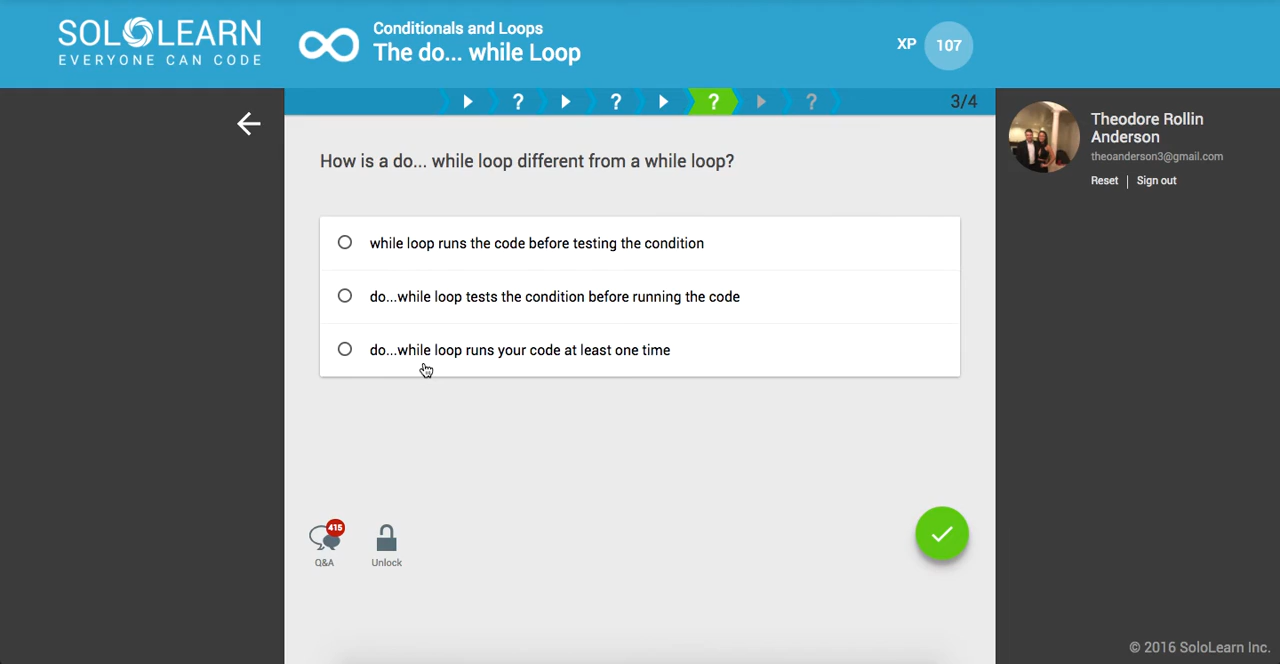 SOLOLEARN
EVERYONE CAN CODE
Conditionals and Loops
The do... while Loop
XP 107
? ? ? ? 3/4
Theodore Rollin
Anderson
theoanderson3@gmail.com
Reset | Sign out
How is a do... while loop different from a while loop?
while loop runs the code before testing the condition
do...while loop tests the condition before running the code
do...while loop runs your code at least one time
415
Q&A
Unlock
© 2016 SoloLearn Inc.